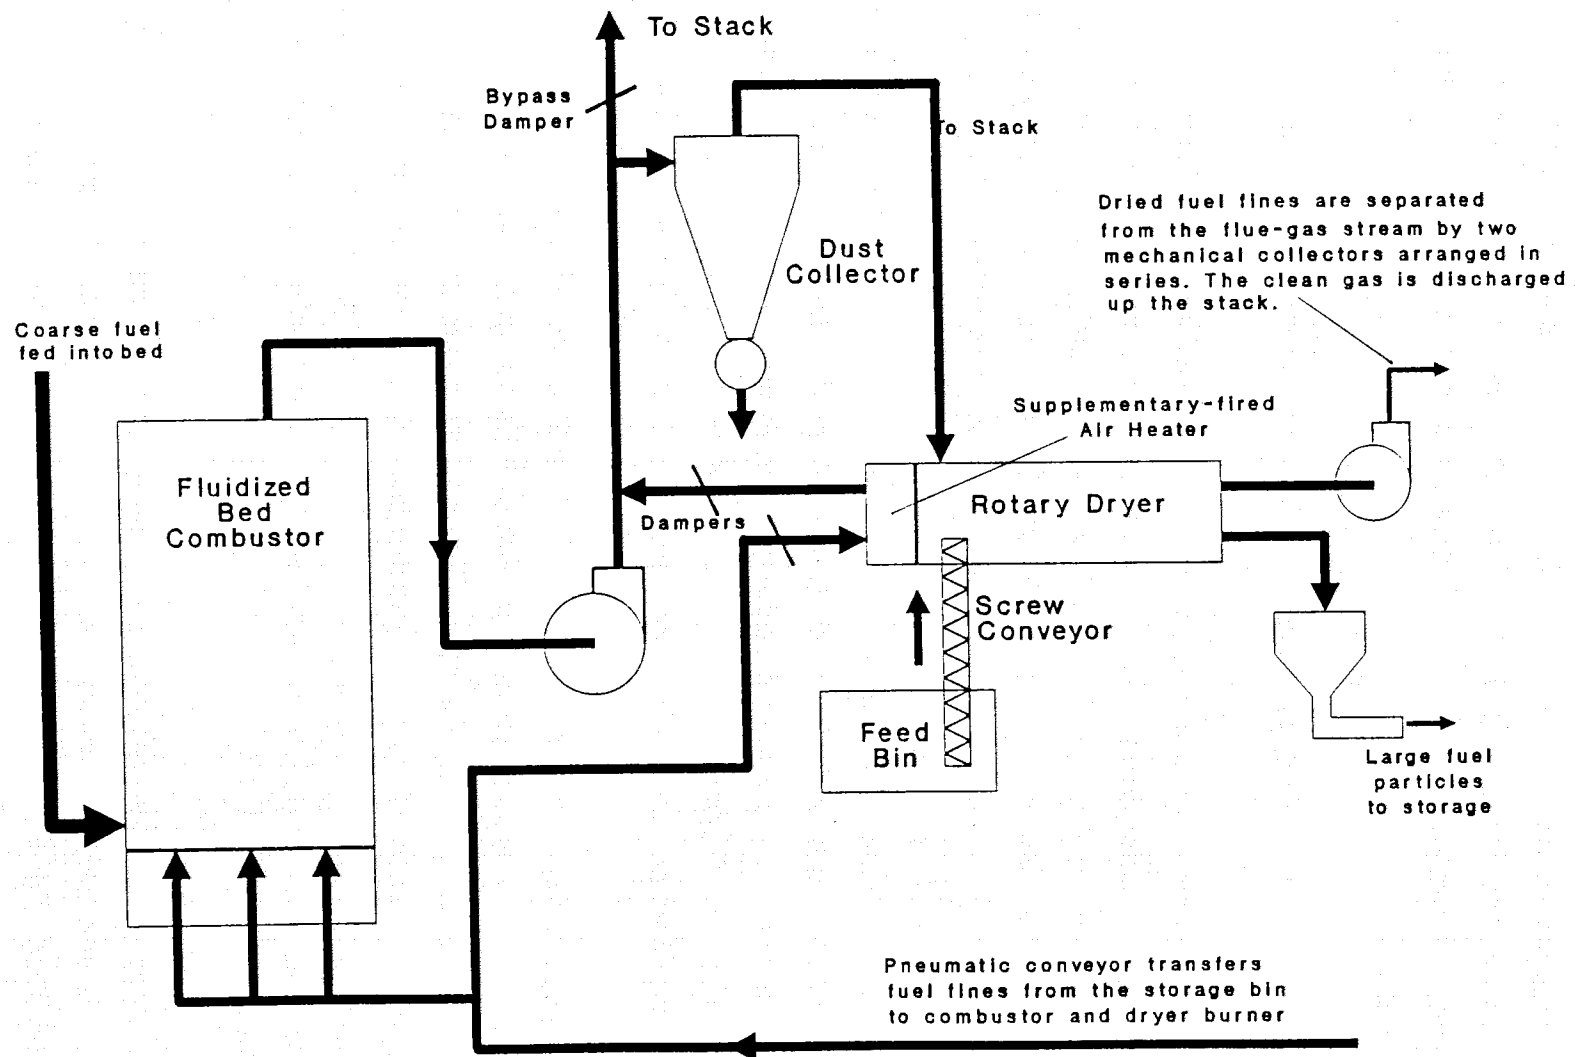 To Stack
Bypass
Damper
To Stack
Dried fuel fines are separated
from the flue-gas stream by two
mechanical collectors arranged in
series. The clean gas is discharged
up the stack.
Dust
Collector
Coarse fuel
fed into bed
Supplementary-fired
Air Heater
Fluidized
Bed
Combustor
Rotary Dryer
Dampers
Screw
Conveyor
Feed
Bin
Large fuel
particles
to storage
Pneumatic conveyor transfers
fuel fines from the storage bin
to combustor and dryer burner